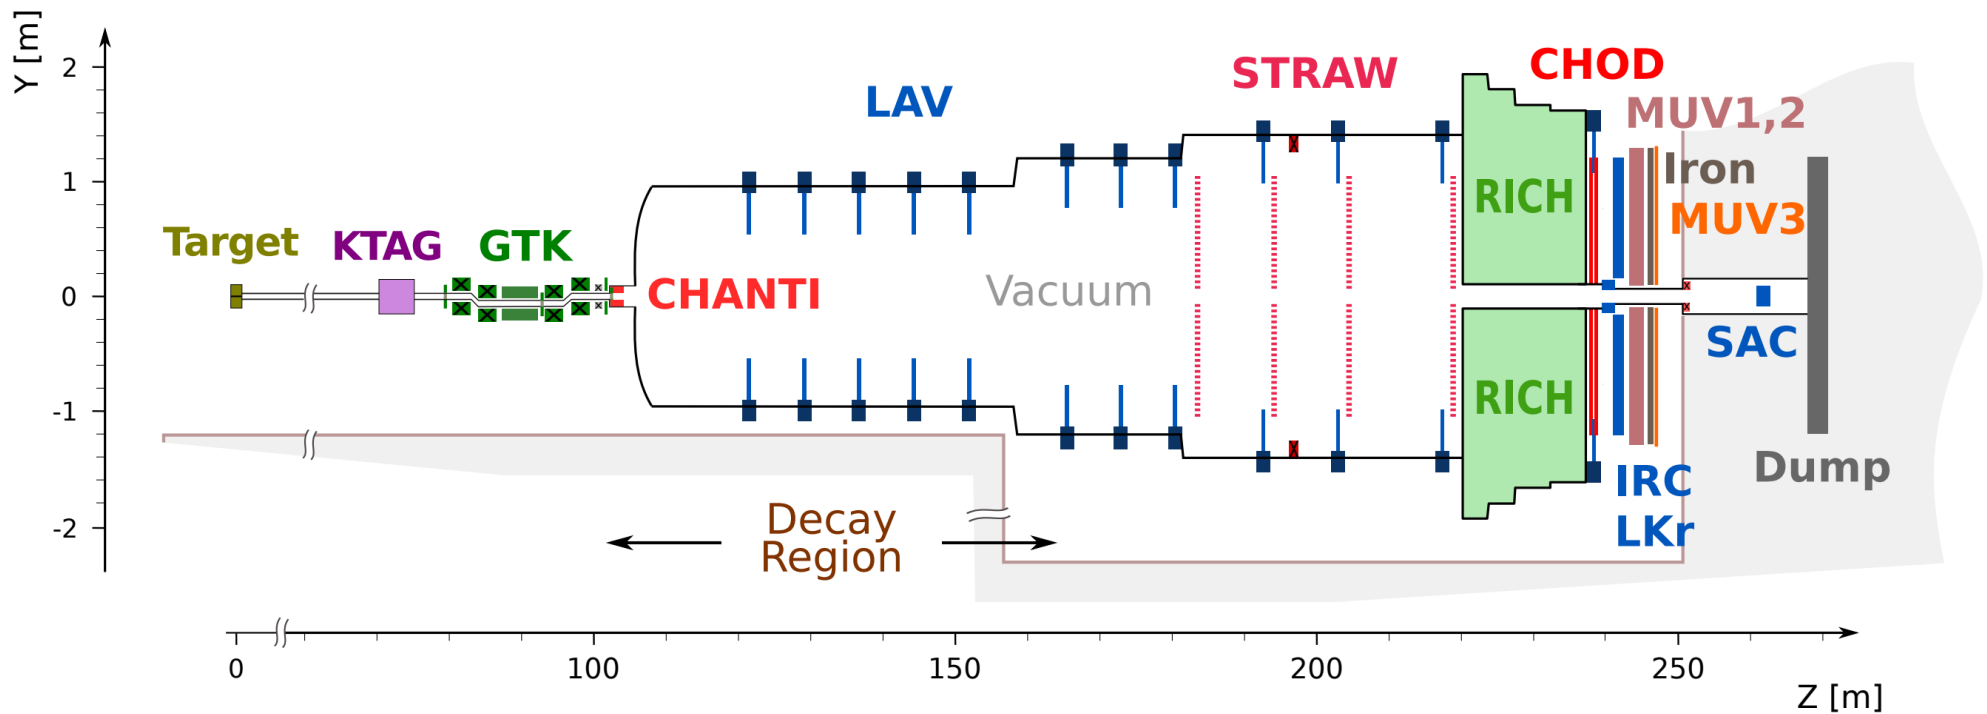 Y [m]
2
1
0
-1
-2
Target
KTAG
GTK
CHANTI
LAV
Vacuum
STRAW
RICH
RICH
CHOD
MUV1,2
Iron
MUV3
SAC
IRC
LKr
Dump
Decay
Region
0
100
150
200
250
Z [m]